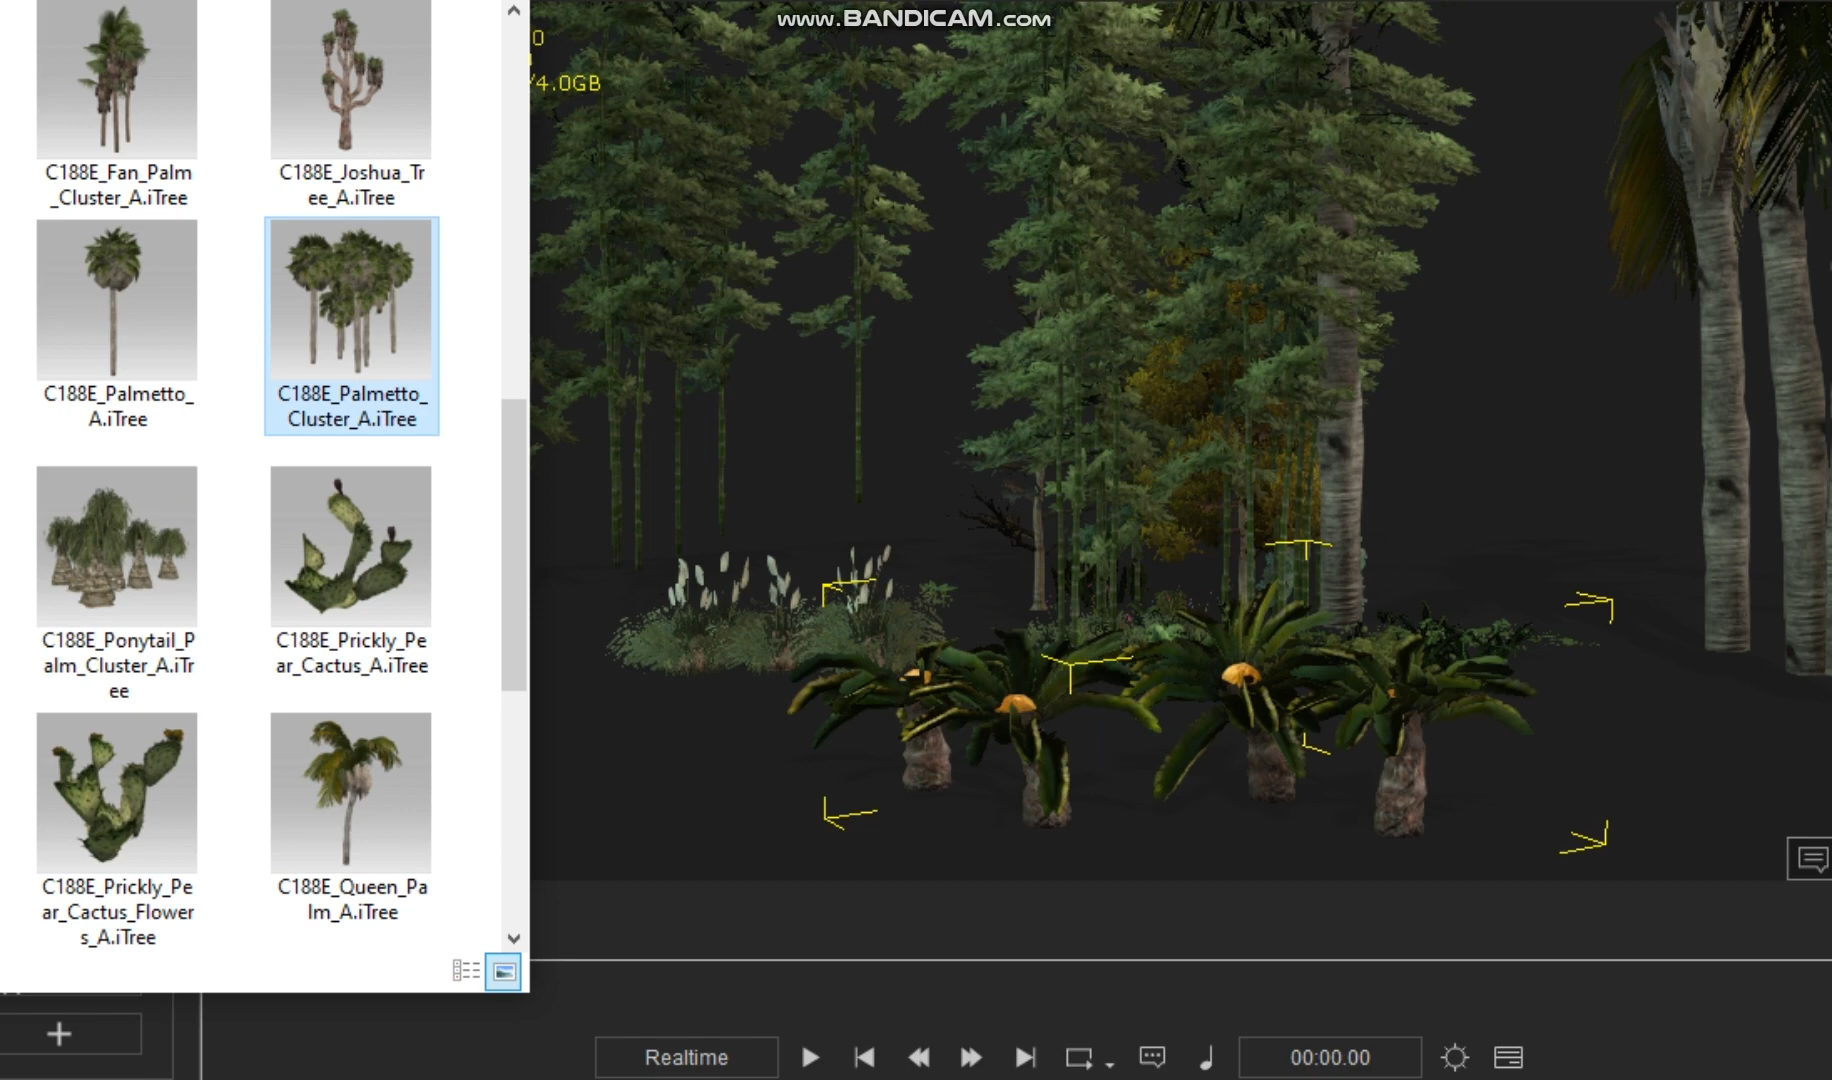 www.BANDICAM.com
0
/4.0GB
C188E_Fan_Palm
_Cluster_A.iTree
C188E_Joshua_Tr
ee_A.iTree
C188E_Palmetto_
A.iTree
C188E_Palmetto_
Cluster_A.iTree
C188E_Ponytail_P
alm_Cluster_A.iTr
ee
C188E_Prickly_Pe
ar_Cactus_A.iTree
C188E_Prickly_Pe
ar_Cactus_Flower
s_A.iTree
C188E_Queen_Pa
lm_A.iTree
Realtime
00:00.00